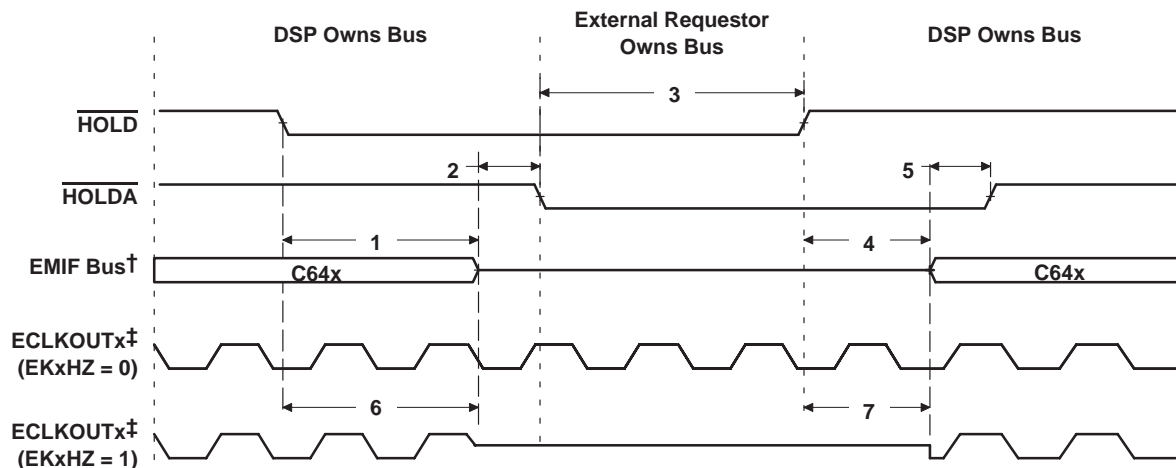 DSP Owns Bus
External Requestor
Owns Bus
DSP Owns Bus
3
HOLD
2
5
HOLDA
1
4
EMIF Bus†
C64x
C64x
ECLKOUTx‡
(EKxHZ = 0)
6
7
ECLKOUTx‡
(EKxHZ = 1)